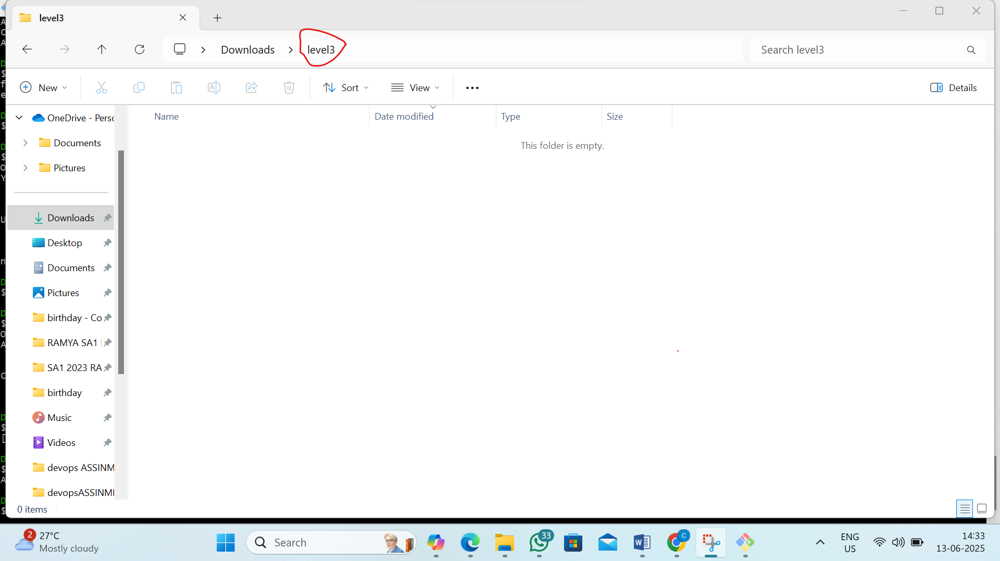 level3
Downloads
level3
Search level3
New
Sort
View
Details
OneDrive - Perso
Documents
Pictures
Downloads
Desktop
Documents
Pictures
birthday - Co
RAMYA SA1
SA1 2023 RA
birthday
Music
Videos
devops ASSINM
devopsASSINM
Name
Date modified
Type
Size
This folder is empty.
0 items
2
27°C
Mostly cloudy
Search
33
C
ENG
US
14:33
13-06-2025